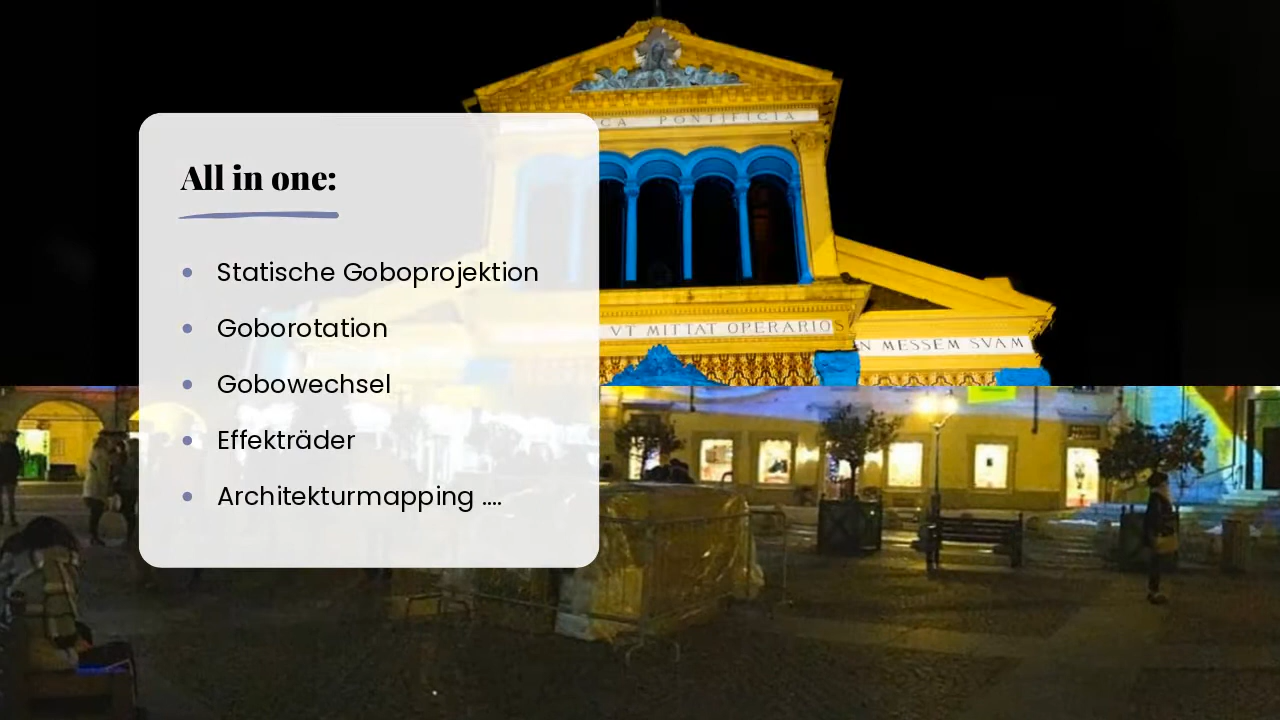 CA PONTIFICIA
All in one:
Statische Goboprojektion
Goborotation
VT MITTAT OPERARIOS
N MESSEM SVAM
Gobowechsel
Effekträder
Architekturmapping ....